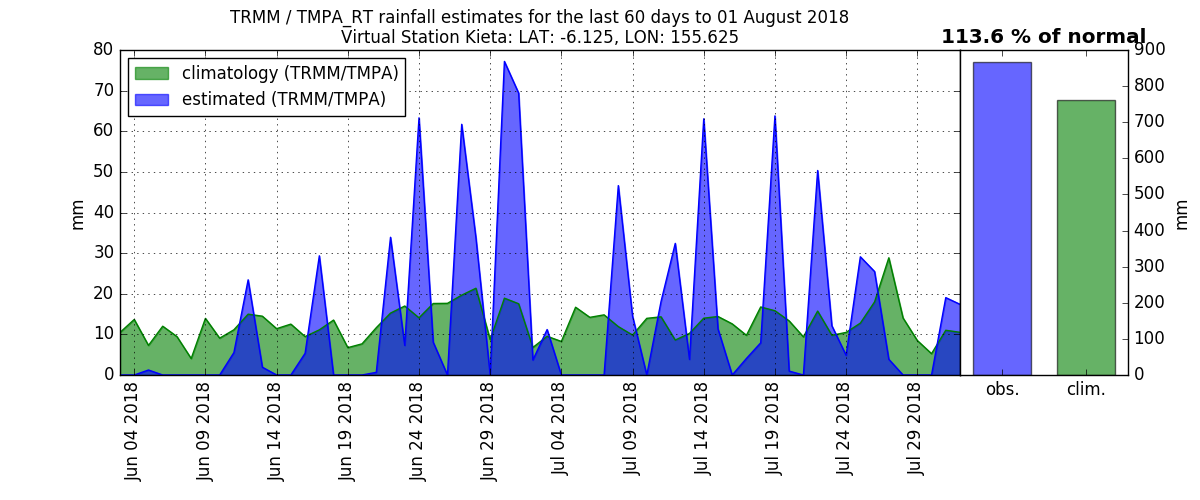 TRMM / TMPA_RT rainfall estimates for the last 60 days to 01 August 2018
Virtual Station Kieta: LAT: -6.125, LON: 155.625
113.6 % of normal
climatology (TRMM/TMPA)
estimated (TRMM/TMPA)
80
70
60
50
40
30
20
10
0
mm
900
800
700
600
500
400
300
200
100
0
mm
Jun 04 2018
Jun 09 2018
Jun 14 2018
Jun 19 2018
Jun 24 2018
Jun 29 2018
Jul 04 2018
Jul 09 2018
Jul 14 2018
Jul 19 2018
Jul 24 2018
Jul 29 2018
obs.
clim.